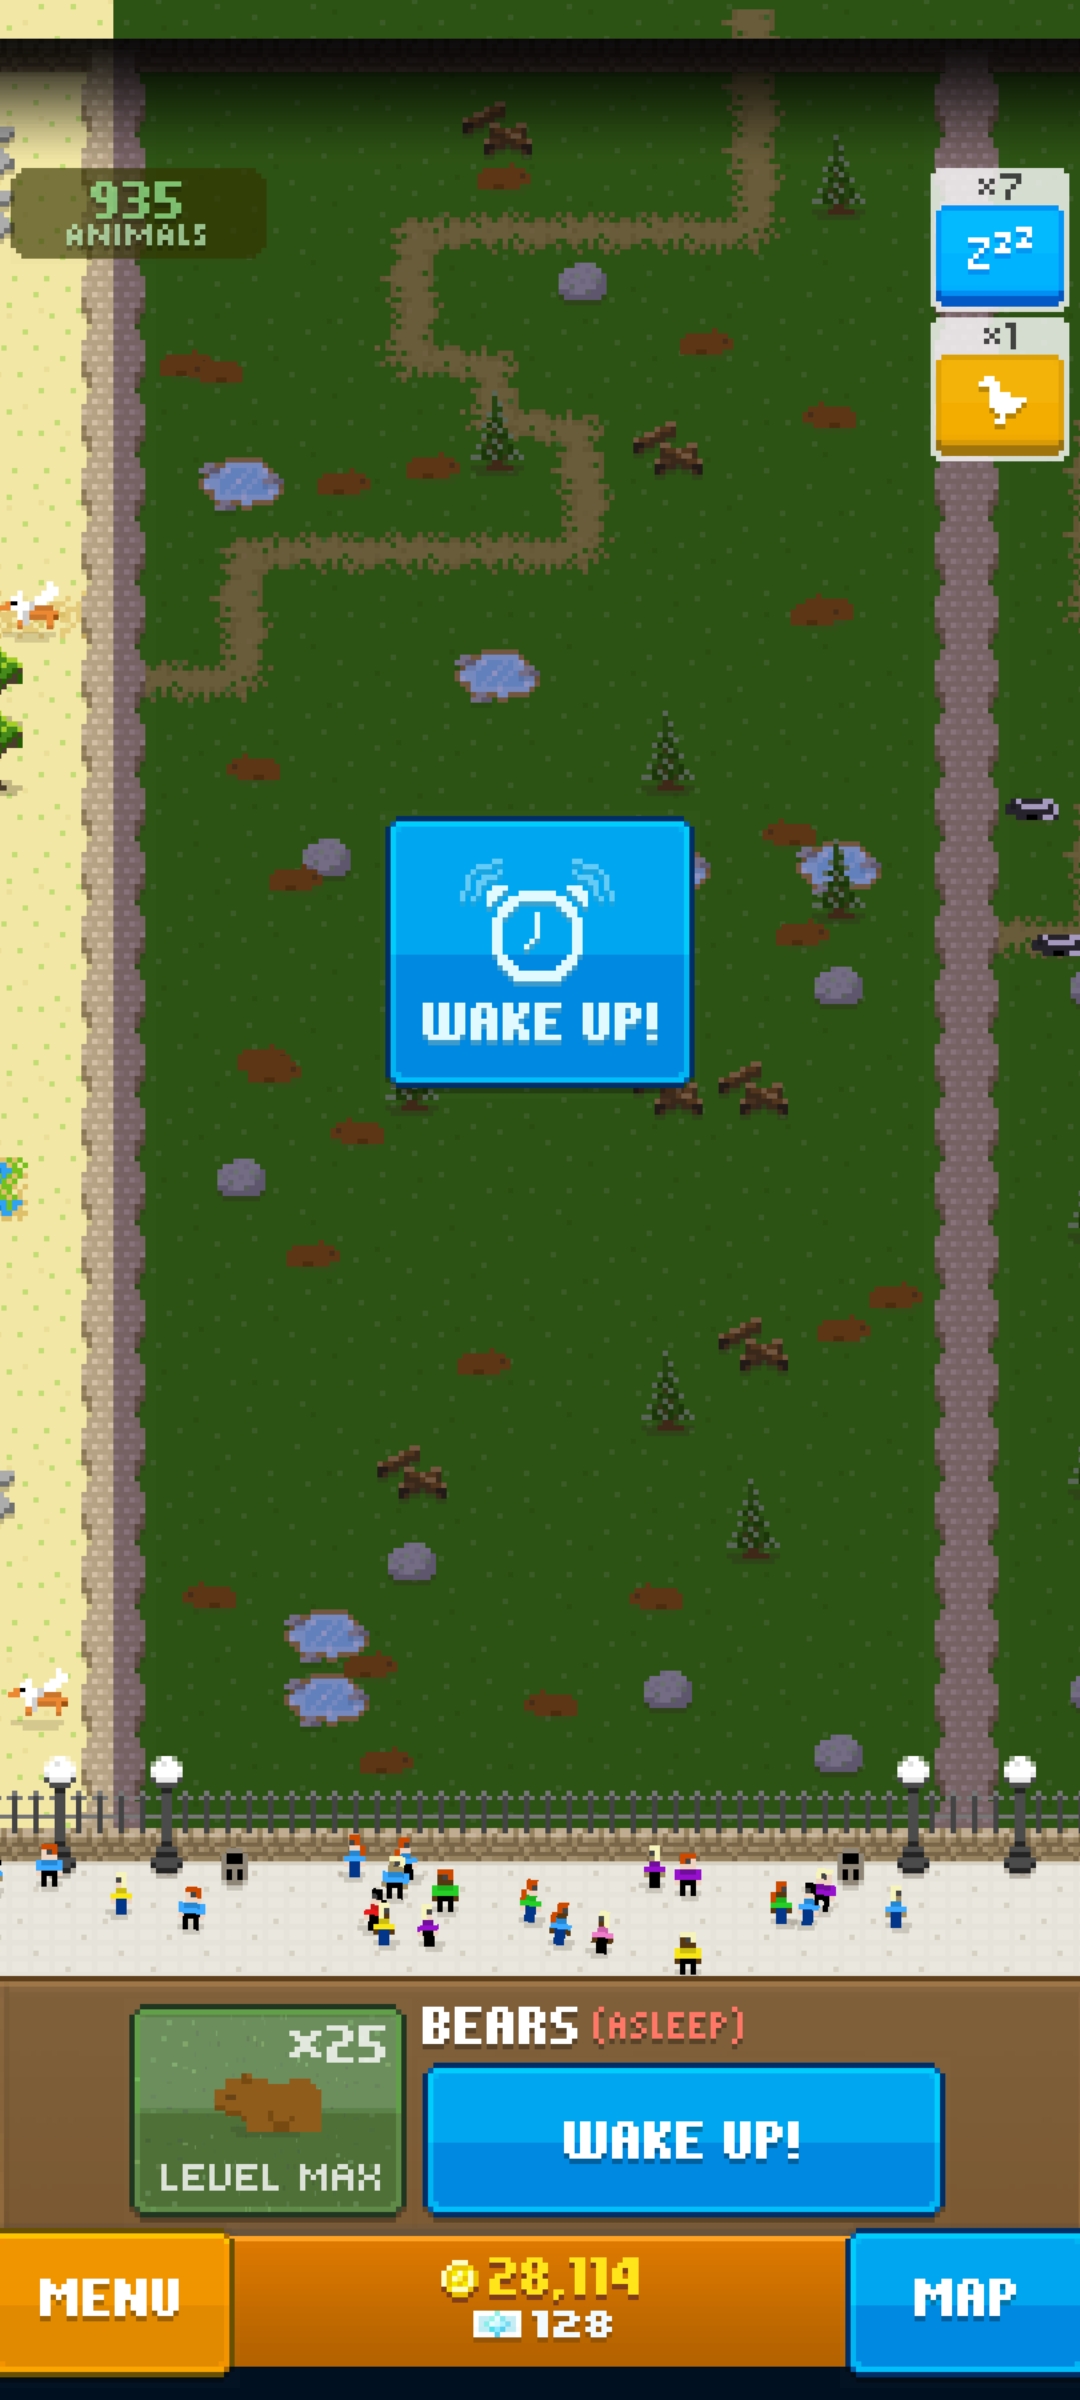 935
ANIMALS
x7
zzz
x1
WAKE UP!
x25
LEVEL MAX
BEARS (ASLEEP)
WAKE UP!
MENU
28,114
128
MAP